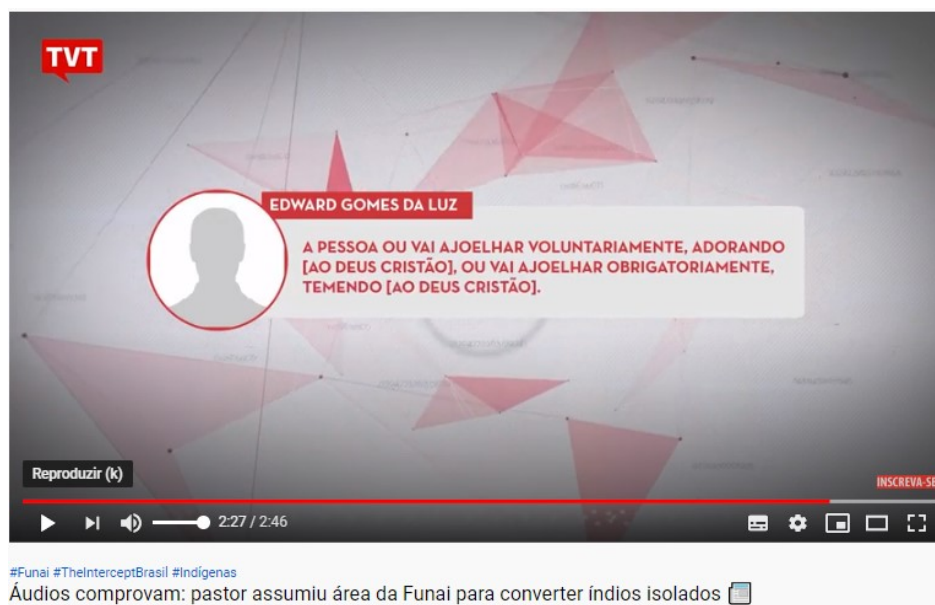 TVT
EDWARD GOMES DA LUZ
A PESSOA OU VAI AJOELHAR VOLUNTARIAMENTE, ADORANDO
[AO DEUS CRISTÃO], OU VAI AJOELHAR OBRIGATORIAMENTE,
TEMENDO [AO DEUS CRISTÃO].
Reproduzir (k)
INSCREVA-SE
2:27 / 2:46
#Funai #TheInterceptBrasil #Indígenas
Áudios comprovam: pastor assumiu área da Funai para converter índios isolados